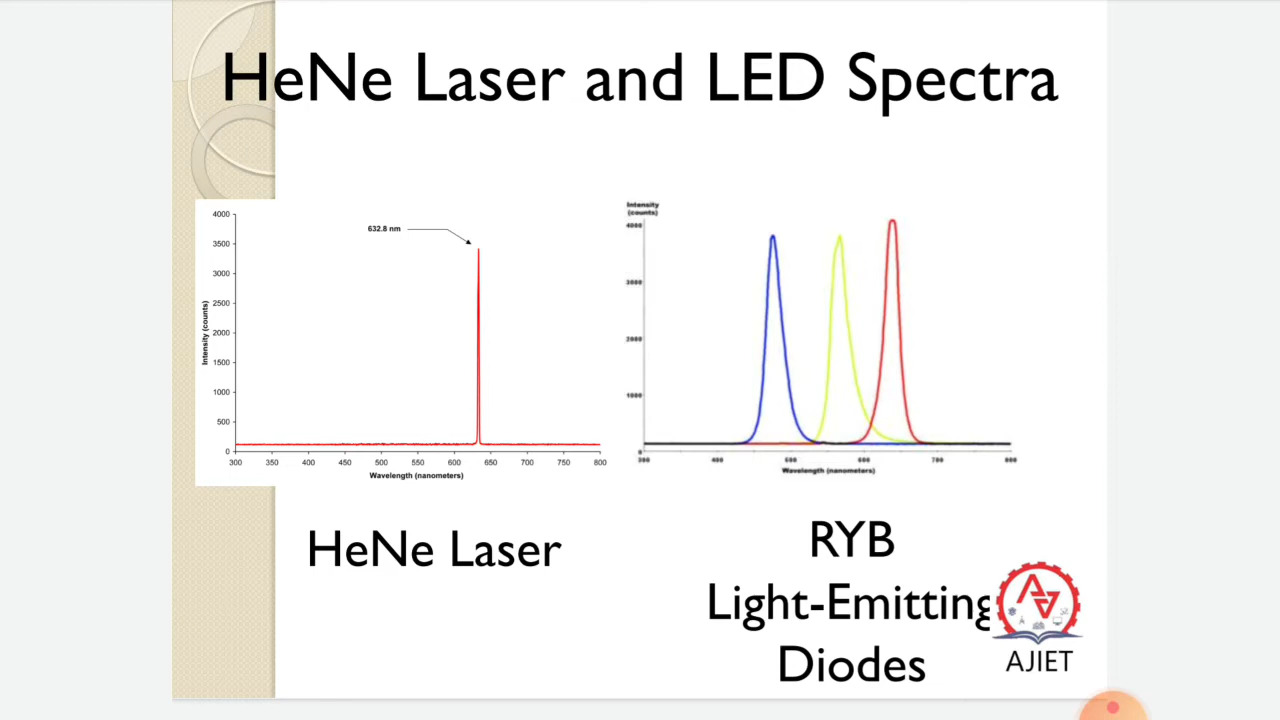 HeNe Laser and LED Spectra
4000
3500
3000
2500
2000
1500
1000
500
0
Intensity (counts)
632.8 nm
300 350 400 450 500 550 600 650 700 750 800
Wavelength (nanometers)
Intensity
(counts)
4000
3000
2000
1000
0
300 400 500 600 700 800
Wavelength (nanometers)
HeNe Laser
RYB
Light-Emitting
Diodes
AJIET